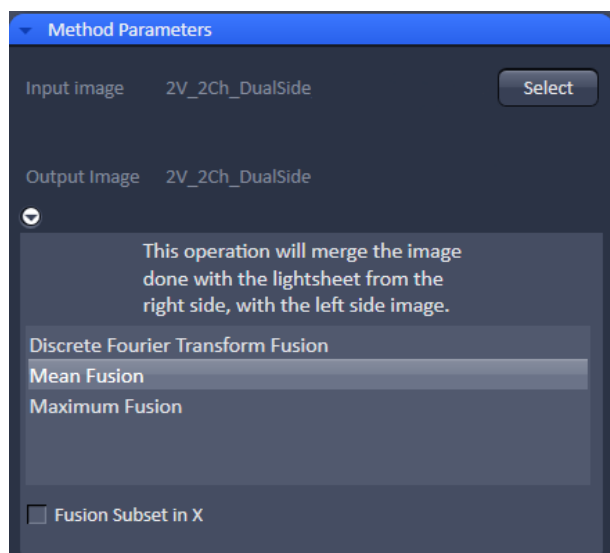 Method Parameters
Input image 2V_2Ch_DualSide Select
Output Image 2V_2Ch_DualSide
This operation will merge the image
done with the lightsheet from the
right side, with the left side image.
Discrete Fourier Transform Fusion
Mean Fusion
Maximum Fusion
Fusion Subset in X